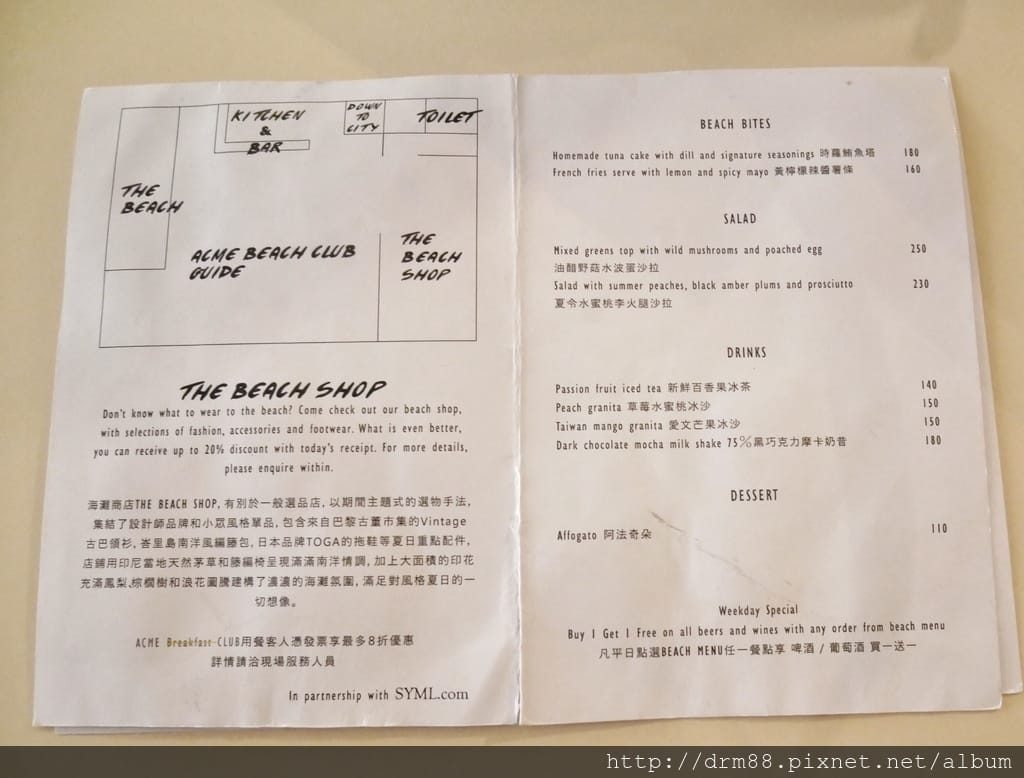 KITCHEN
&
BAR
DOWN
TO
CITY
TOILET
THE
BEACH
ACME BEACH CLUB
GUIDE
THE
BEACH
SHOP
THE BEACH SHOP
Don't know what to wear to the beach? Come check out our beach shop,
with selections of fashion, accessories and footwear. What is even better,
you can receive up to 20% discount with today's receipt. For more details,
please enquire within.
海灘商店THE BEACH SHOP, 有別於一般選品店, 以期間主題式的選物手法,
集結了設計師品牌和小眾風格單品, 包含來自巴黎古董市集的Vintage
古巴領衫, 峇里島南洋風編藤包, 日本品牌TOGA的拖鞋等夏日重點配件,
店鋪用印尼當地天然茅草和藤編椅呈現滿滿南洋情調, 加上大面積的印花
充滿鳳梨、棕櫚樹和浪花圖騰建構了濃濃的海灘氛圍, 滿足對風格夏日的一
切想像。
ACME Breakfast CLUB用餐客人憑發票享最多8折優惠
詳情請洽現場服務人員
In partnership with SYML.com
BEACH BITES
Homemade tuna cake with dill and signature seasonings 時蘿鮪魚塔 180
French fries serve with lemon and spicy mayo 黃檸檬辣醬薯條 160
SALAD
Mixed greens top with wild mushrooms and poached egg 250
油醋野菇水波蛋沙拉
Salad with summer peaches, black amber plums and prosciutto 230
夏令水蜜桃李火腿沙拉
DRINKS
Passion fruit iced tea 新鮮百香果冰茶 140
Peach granita 草莓水蜜桃冰沙 150
Taiwan mango granita 愛文芒果冰沙 150
Dark chocolate mocha milk shake 75%黑巧克力摩卡奶昔 180
DESSERT
Affogato 阿法奇朵 110
Weekday Special
Buy 1 Get 1 Free on all beers and wines with any order from beach menu
凡平日點選BEACH MENU任一餐點享 啤酒 / 葡萄酒 買一送一
http://drm88.pixnet.net/album